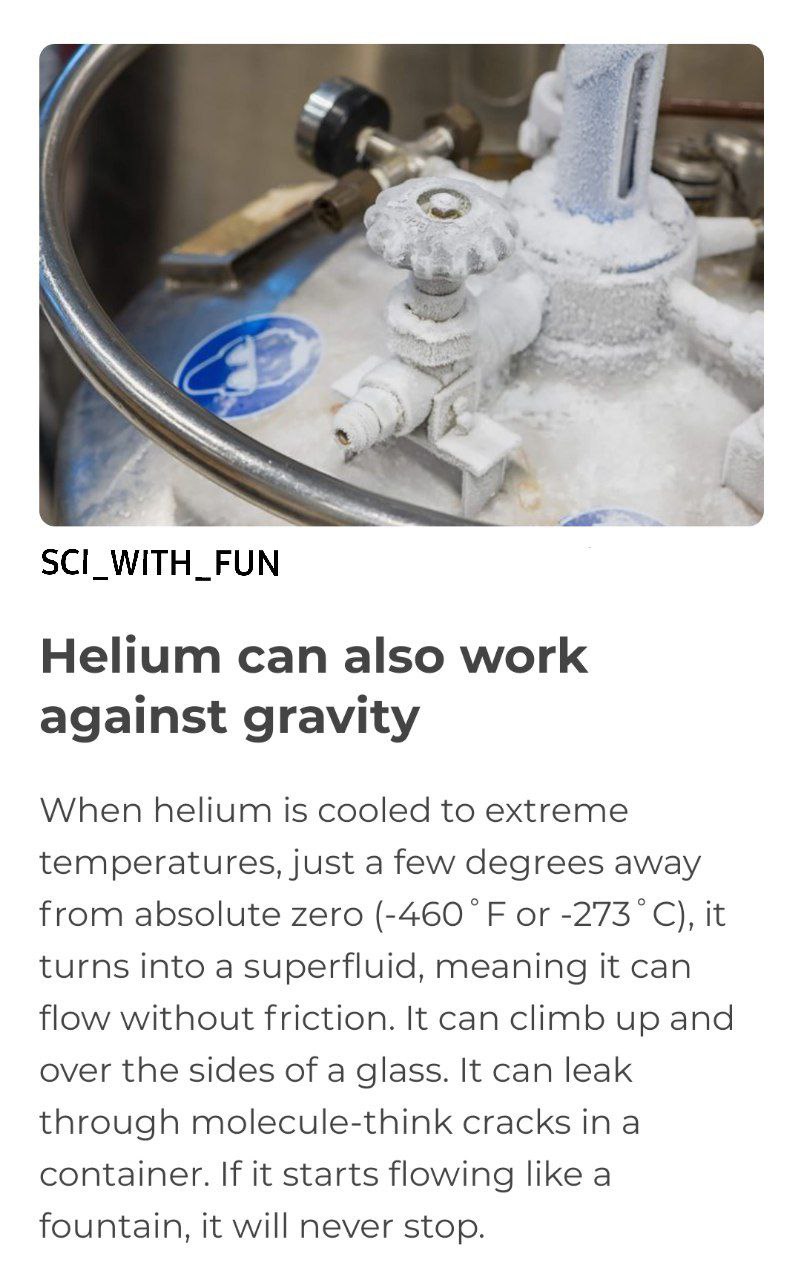 SCI_WITH_FUN
Helium can also work
against gravity
When helium is cooled to extreme
temperatures, just a few degrees away
from absolute zero (-460°F or -273°C), it
turns into a superfluid, meaning it can
flow without friction. It can climb up and
over the sides of a glass. It can leak
through molecule-think cracks in a
container. If it starts flowing like a
fountain, it will never stop.